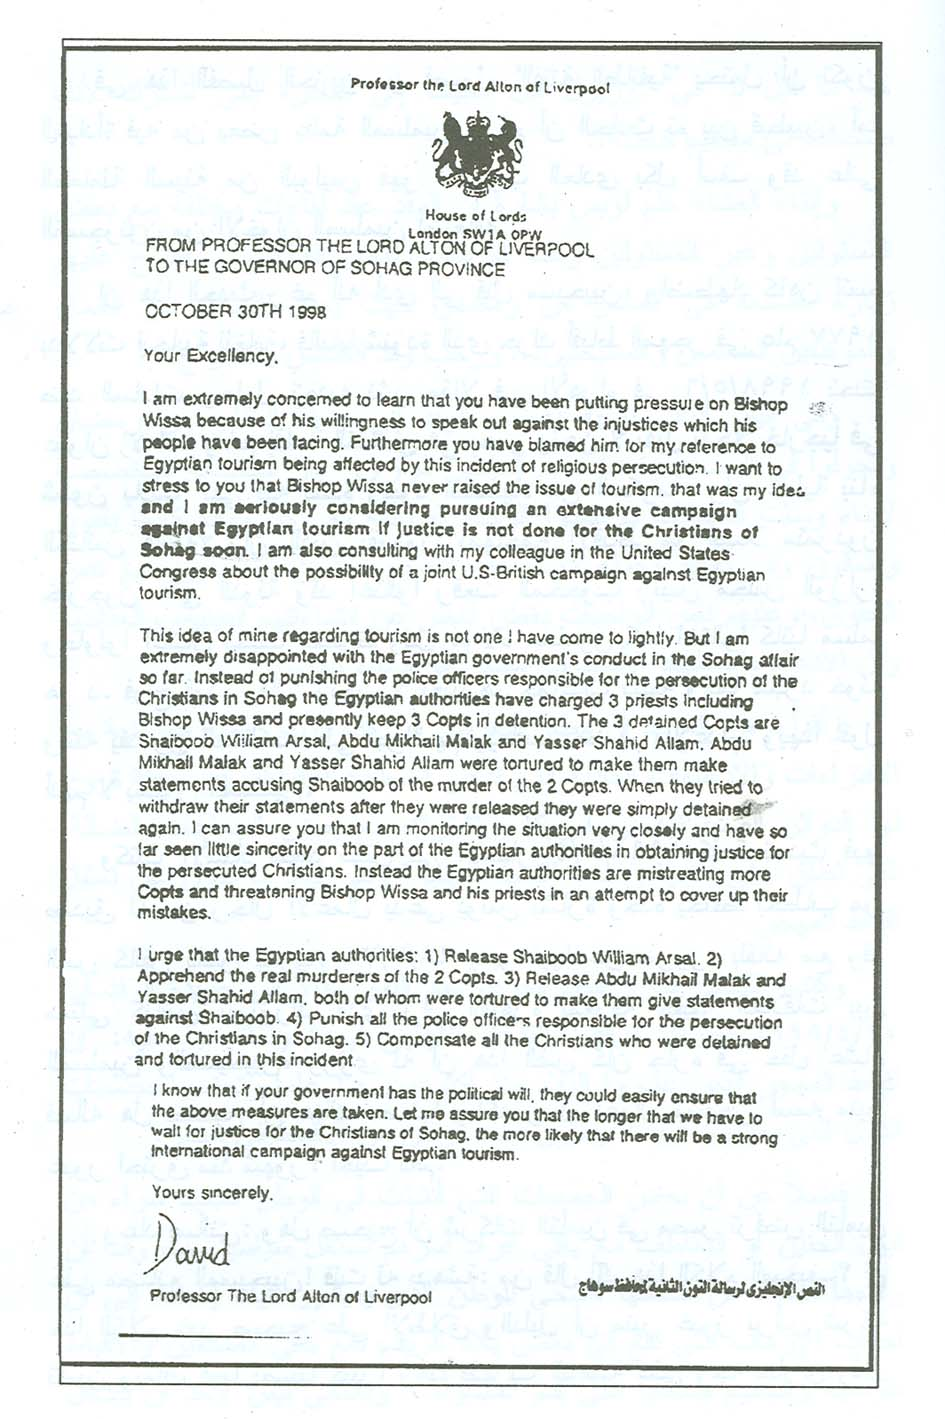 Professor the Lord Alton of Liverpool
House of Lords
London SW1A 0PW
FROM PROFESSOR THE LORD ALTON OF LIVERPOOL
TO THE GOVERNOR OF SOHAG PROVINCE
OCTOBER 30TH 1998
Your Excellency,
I am extremely concerned to learn that you have been putting pressure on Bishop
Wissa because of his willingness to speak out against the injustices which his
people have been facing. Furthermore you have blamed him for my reference to
Egyptian tourism being affected by this incident of religious persecution. I want to
stress to you that Bishop Wissa never raised the issue of tourism, that was my idea
and I am seriously considering pursuing an extensive campaign
against Egyptian tourism if justice is not done for the Christians of
Sohag soon. I am also consulting with my colleague in the United States
Congress about the possibility of a joint U.S-British campaign against Egyptian
tourism.
This idea of mine regarding tourism is not one I have come to lightly. But I am
extremely disappointed with the Egyptian government's conduct in the Sohag affair
so far. Instead of punishing the police officers responsible for the persecution of the
Christians in Sohag the Egyptian authorities have charged 3 priests including
Bishop Wissa and presently keep 3 Copts in detention. The 3 detained Copts are
Shaiboob William Arsal, Abdu Mikhail Malak and Yasser Shahid Allam. Abdu
Mikhail Malak and Yasser Shahid Allam were tortured to make them make
statements accusing Shaiboob of the murder of the 2 Copts. When they tried to
withdraw their statements after they were released they were simply detained
again. I can assure you that I am monitoring the situation very closely and have so
far seen little sincerity on the part of the Egyptian authorities in obtaining justice for
the persecuted Christians. Instead the Egyptian authorities are mistreating more
Copts and threatening Bishop Wissa and his priests in an attempt to cover up their
mistakes.
I urge that the Egyptian authorities: 1) Release Shaiboob William Arsal. 2)
Apprehend the real murderers of the 2 Copts. 3) Release Abdu Mikhail Malak and
Yasser Shahid Allam, both of whom were tortured to make them give statements
against Shaiboob. 4) Punish all the police officers responsible for the persecution
of the Christians in Sohag. 5) Compensate all the Christians who were detained
and tortured in this incident
I know that if your government has the political will, they could easily ensure that
the above measures are taken. Let me assure you that the longer that we have to
wait for justice for the Christians of Sohag, the more likely that there will be a strong
International campaign against Egyptian tourism.
Yours sincerely,
David
Professor The Lord Alton of Liverpool
النص الإنجليزى لرسالة التون الثانية لمحافظ سوهاج